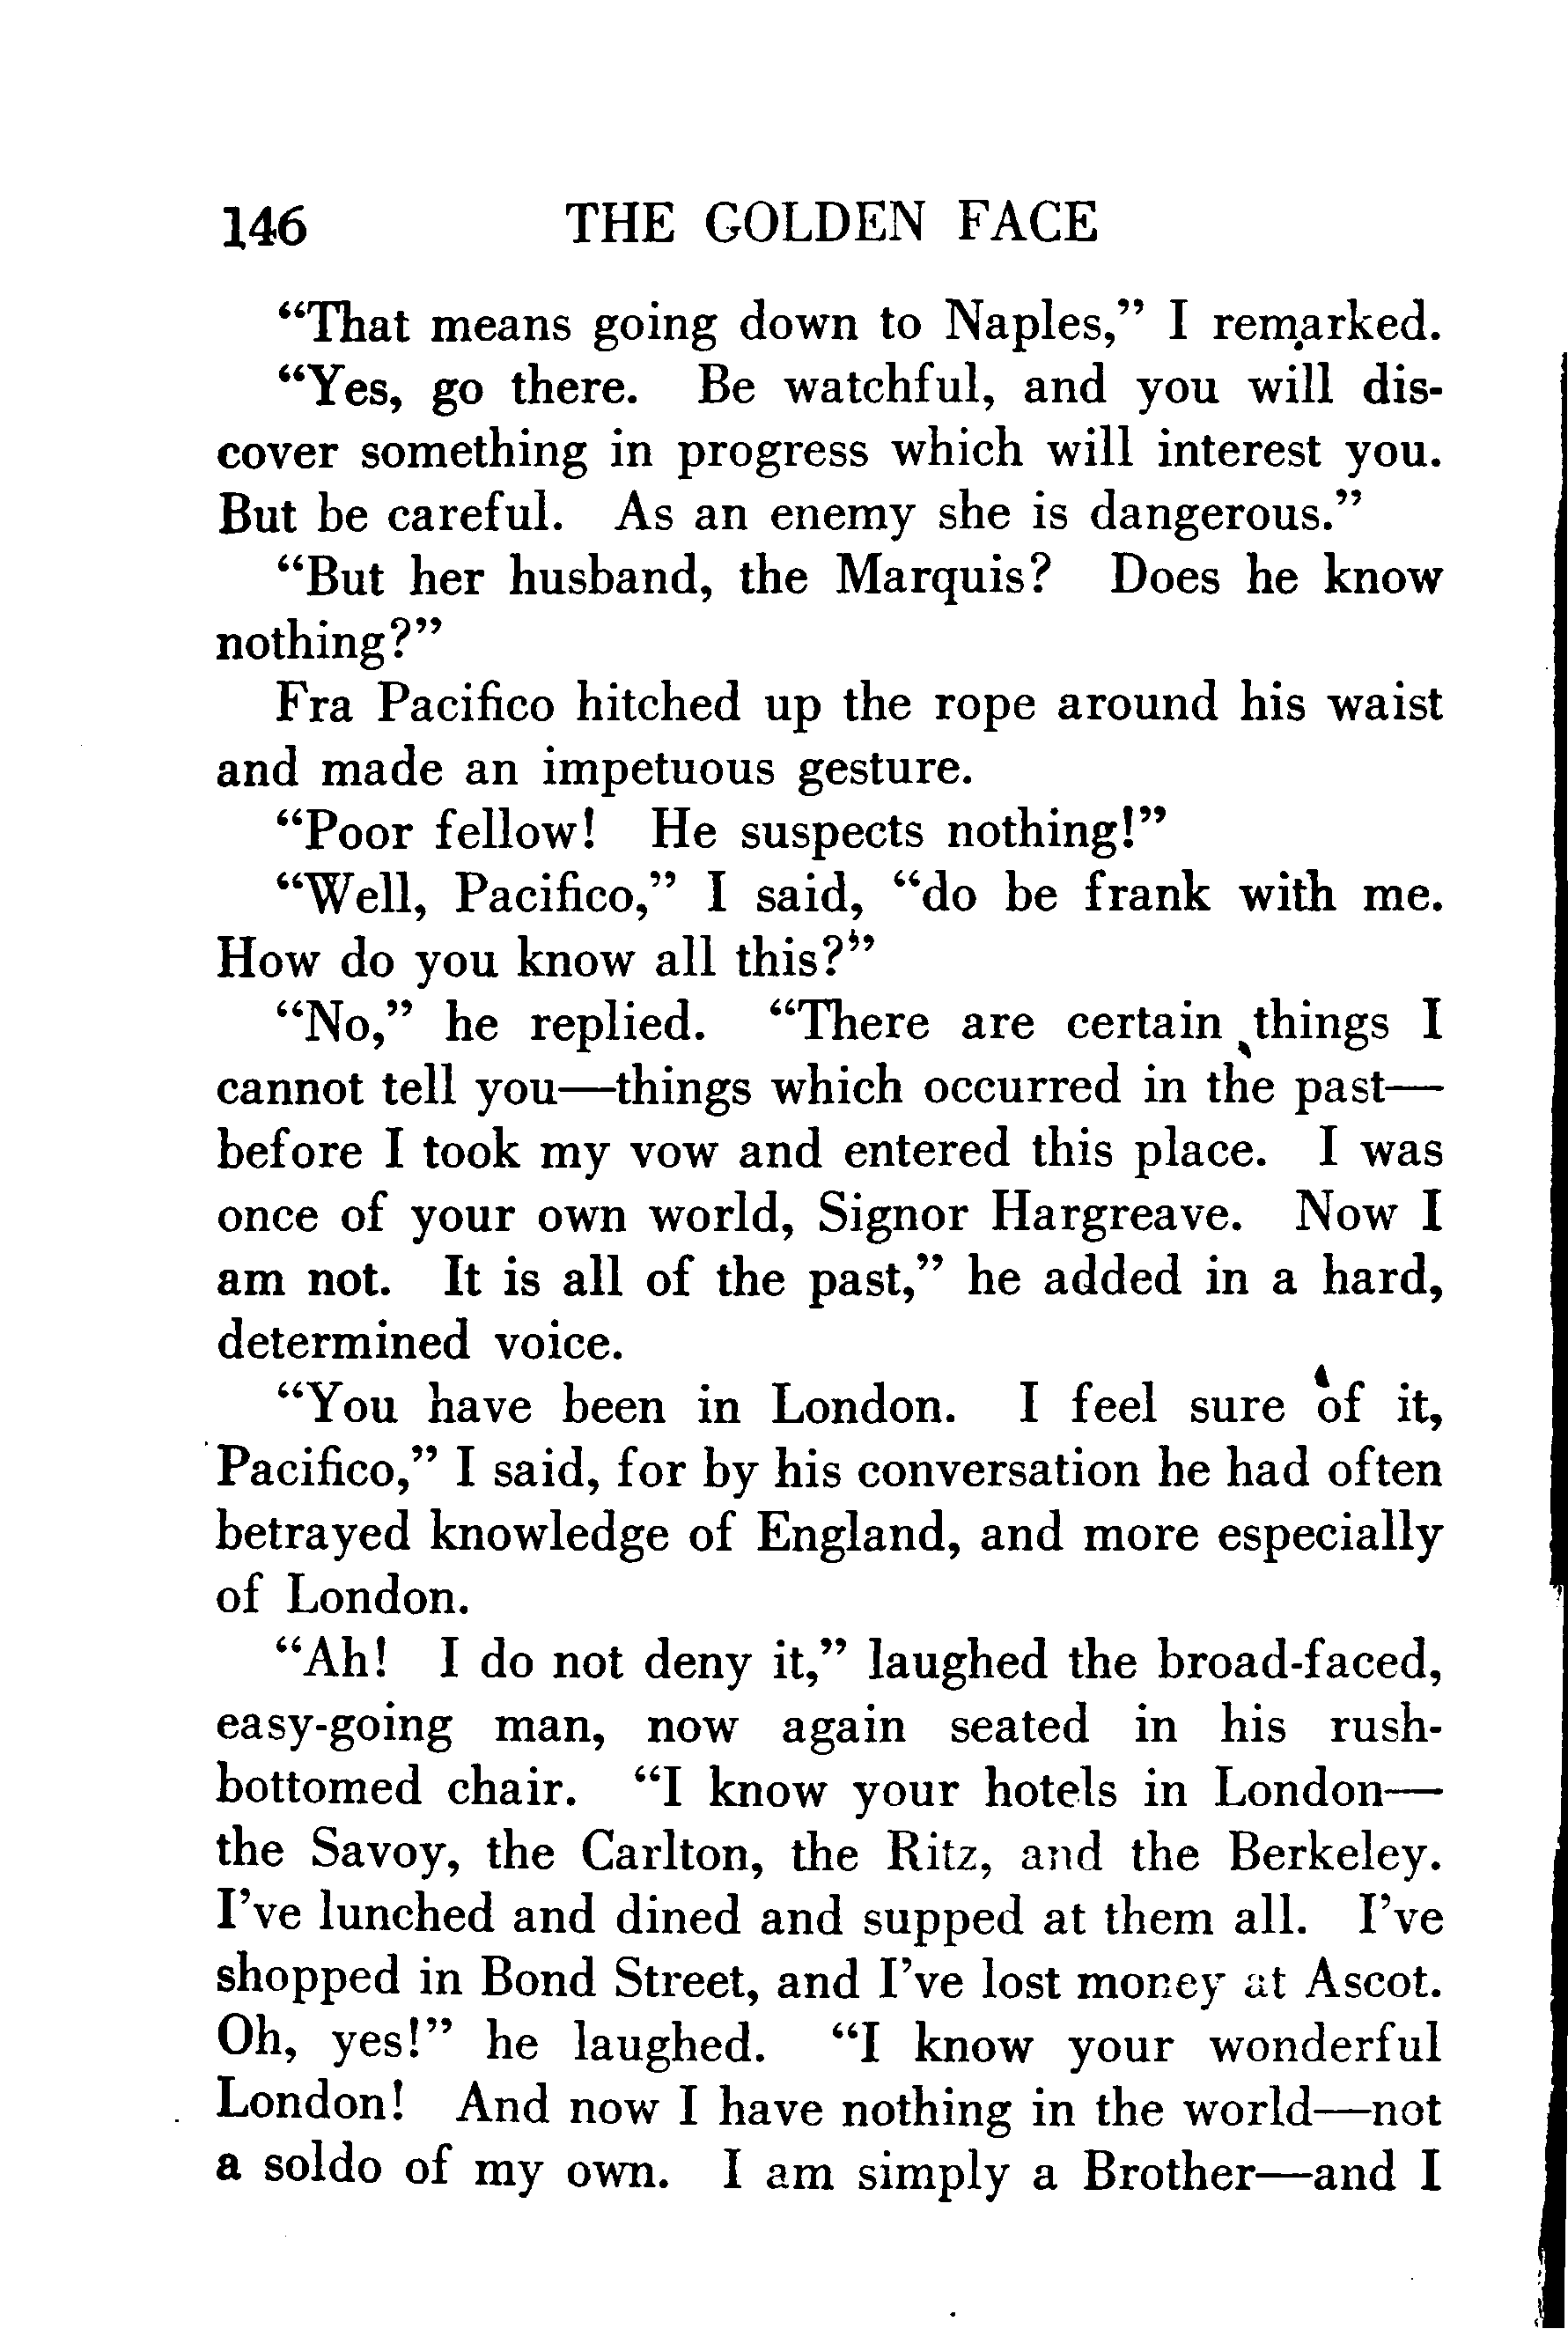 146 THE GOLDEN FACE
“That means going down to Naples,” I remarked.
“Yes, go there. Be watchful, and you will dis-
cover something in progress which will interest you.
But be careful. As an enemy she is dangerous.”
“But her husband, the Marquis? Does he know
nothing?”
Fra Pacifico hitched up the rope around his waist
and made an impetuous gesture.
“Poor fellow! He suspects nothing!”
“Well, Pacifico,” I said, “do be frank with me.
How do you know all this?”
“No,” he replied. “There are certain things I
cannot tell you—things which occurred in the past—
before I took my vow and entered this place. I was
once of your own world, Signor Hargreave. Now I
am not. It is all of the past,” he added in a hard,
determined voice.
“You have been in London. I feel sure of it,
Pacifico,” I said, for by his conversation he had often
betrayed knowledge of England, and more especially
of London.
“Ah! I do not deny it,” laughed the broad-faced,
easy-going man, now again seated in his rush-
bottomed chair. “I know your hotels in London—
the Savoy, the Carlton, the Ritz, and the Berkeley.
I’ve lunched and dined and supped at them all. I’ve
shopped in Bond Street, and I’ve lost money at Ascot.
Oh, yes!” he laughed. “I know your wonderful
London! And now I have nothing in the world—not
a soldo of my own. I am simply a Brother—and I